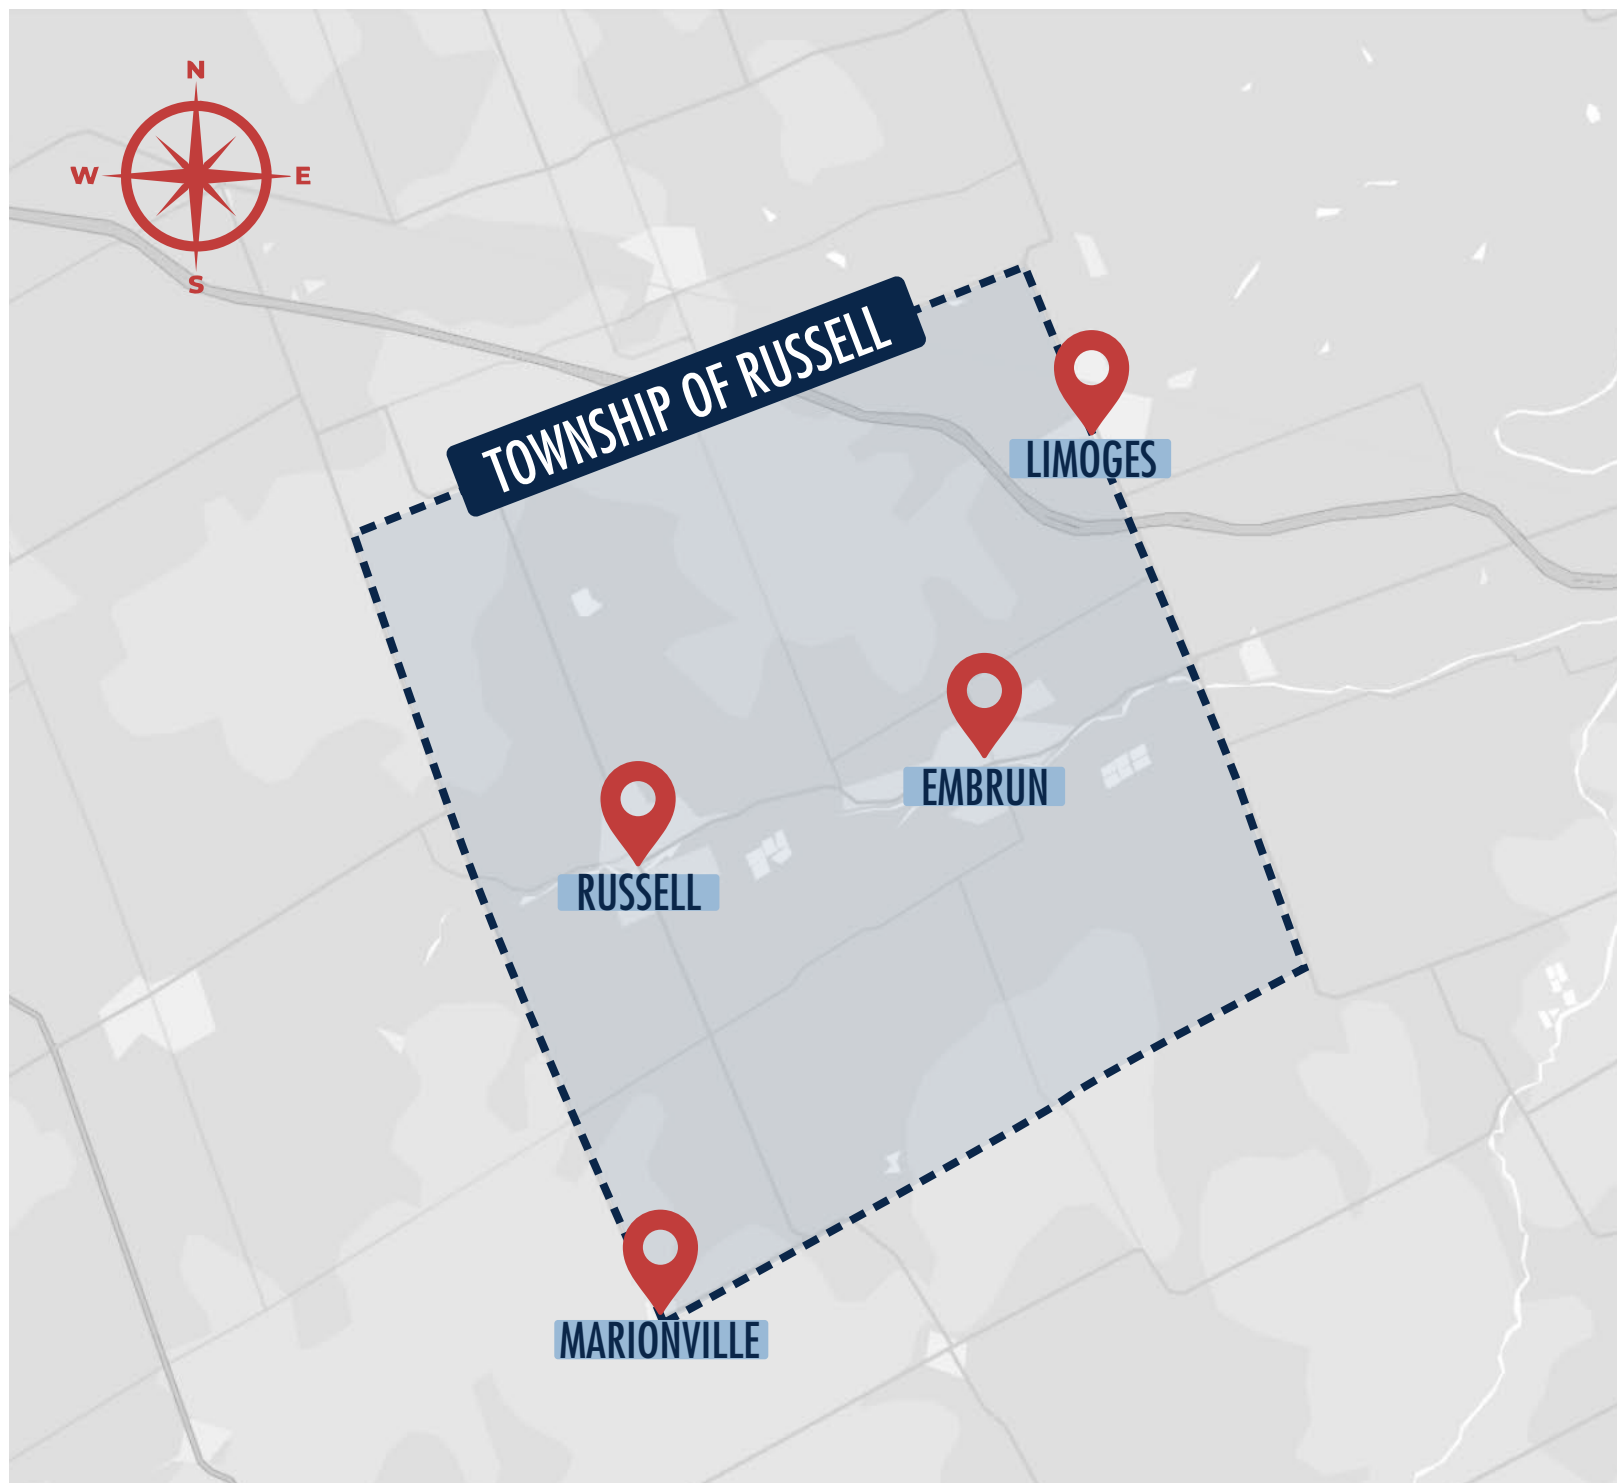 N
W
E
S
TOWNSHIP OF RUSSELL
LIMOGES
EMBRUN
RUSSELL
MARIONVILLE